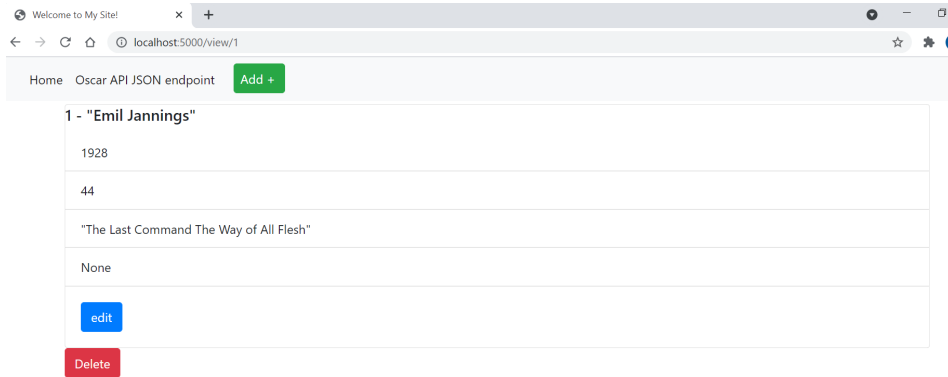 Welcome to My Site!
localhost:5000/view/1
Home Oscar API JSON endpoint Add +
1 - "Emil Jannings"
1928
44
"The Last Command The Way of All Flesh"
None
edit
Delete